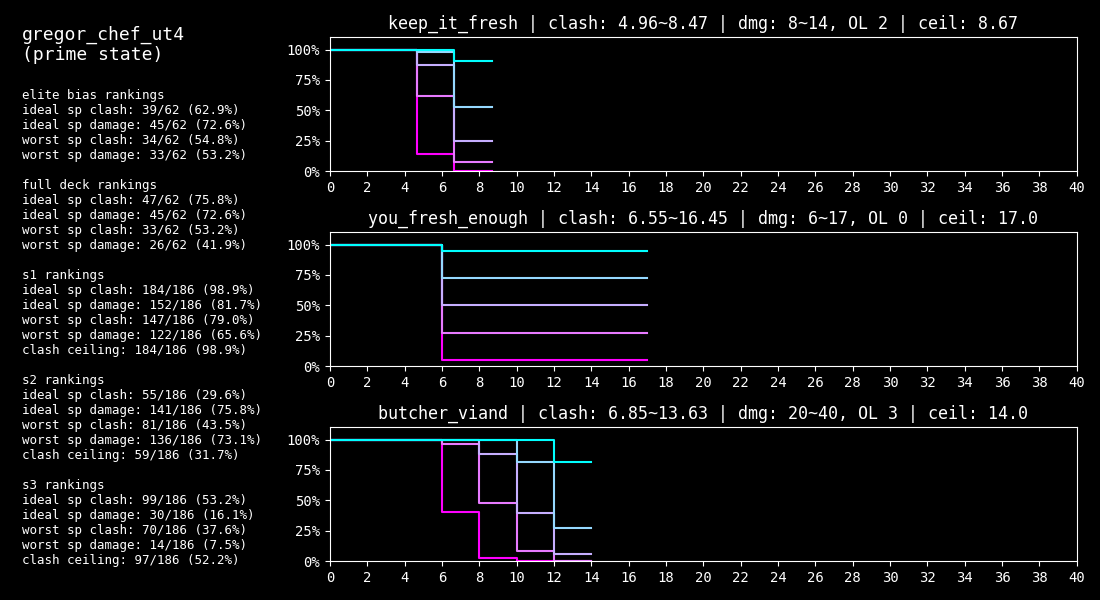 gregor_chef_ut4
(prime state)
elite bias rankings
ideal sp clash: 39/62 (62.9%)
ideal sp damage: 45/62 (72.6%)
worst sp clash: 34/62 (54.8%)
worst sp damage: 33/62 (53.2%)
full deck rankings
ideal sp clash: 47/62 (75.8%)
ideal sp damage: 45/62 (72.6%)
worst sp clash: 33/62 (53.2%)
worst sp damage: 26/62 (41.9%)
s1 rankings
ideal sp clash: 184/186 (98.9%)
ideal sp damage: 152/186 (81.7%)
worst sp clash: 147/186 (79.0%)
worst sp damage: 122/186 (65.6%)
clash ceiling: 184/186 (98.9%)
s2 rankings
ideal sp clash: 55/186 (29.6%)
ideal sp damage: 141/186 (75.8%)
worst sp clash: 81/186 (43.5%)
worst sp damage: 136/186 (73.1%)
clash ceiling: 59/186 (31.7%)
s3 rankings
ideal sp clash: 99/186 (53.2%)
ideal sp damage: 30/186 (16.1%)
worst sp clash: 70/186 (37.6%)
worst sp damage: 14/186 (7.5%)
clash ceiling: 97/186 (52.2%)
keep_it_fresh | clash: 4.96~8.47 | dmg: 8~14, OL 2 | ceil: 8.67
100%
75%
50%
25%
0%
0 2 4 6 8 10 12 14 16 18 20 22 24 26 28 30 32 34 36 38 40
you_fresh_enough | clash: 6.55~16.45 | dmg: 6~17, OL 0 | ceil: 17.0
100%
75%
50%
25%
0%
0 2 4 6 8 10 12 14 16 18 20 22 24 26 28 30 32 34 36 38 40
butcher_viand | clash: 6.85~13.63 | dmg: 20~40, OL 3 | ceil: 14.0
100%
75%
50%
25%
0%
0 2 4 6 8 10 12 14 16 18 20 22 24 26 28 30 32 34 36 38 40